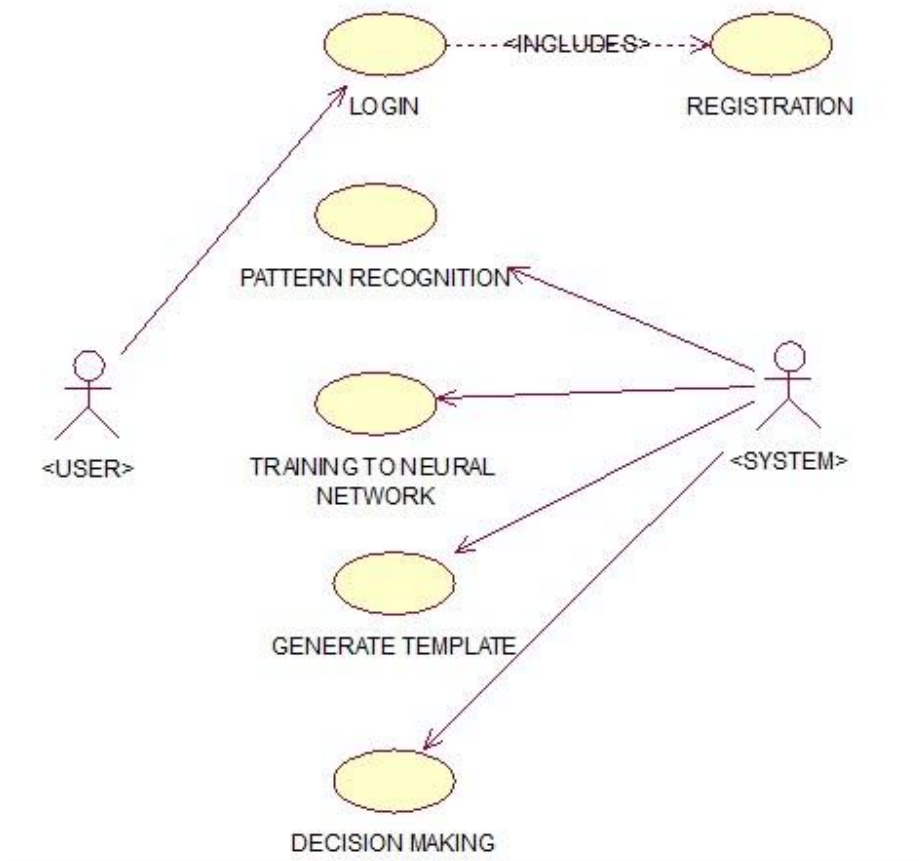 <INCLUDES>
LOGIN
REGISTRATION
PATTERN RECOGNITION
<USER>
<SYSTEM>
TRAINING TO NEURAL
NETWORK
GENERATE TEMPLATE
DECISION MAKING